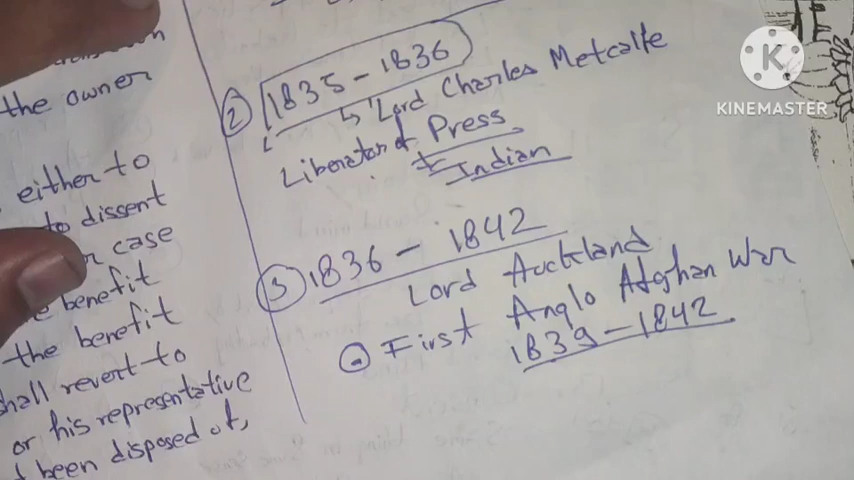 the owner
either to
to dissent
case
benefit
the benefit
shall revert to
or his representative
been disposed of,
② 1835 - 1836
↳ Lord Charles Metcalfe
Liberator of Press
Indian
③ 1836 - 1842
Lord Auckland
ⓐ First Anglo Afghan War
1839 - 1842
K
KINEMASTER